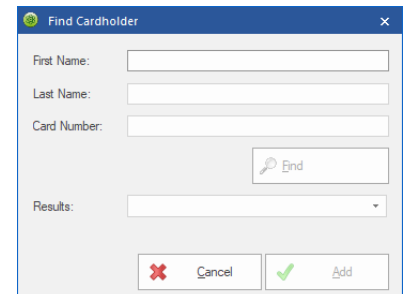 Find Cardholder
First Name:
Last Name:
Card Number:
Find
Results:
Cancel
Add